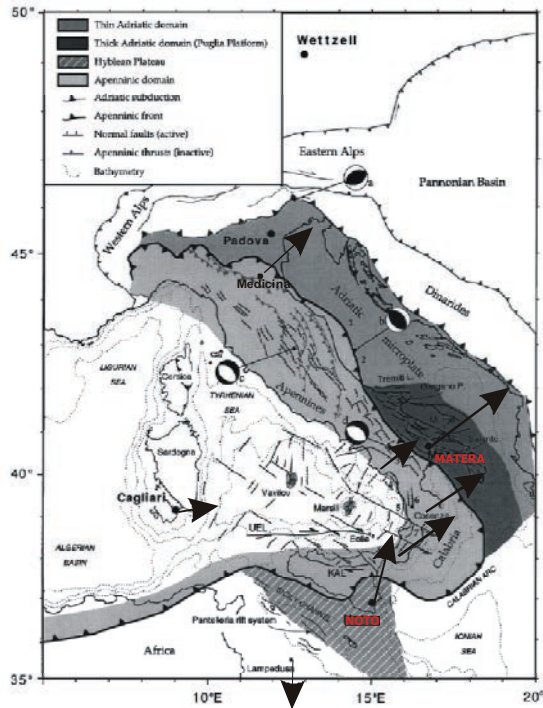 Thin Adriatic domain
Thick Adriatic domain (Puglia Platform)
Hyblean Plateau
Apenninic domain
Adriatic subduction
Apenninic front
Normal faults (active)
Apenninic thrusts (inactive)
Bathymetry
Wettzell
Eastern Alps
Pannonian Basin
a
Western Alps
45°
Padova
Medicina
Dinarides
Adriatic
microplate
b
LIGURIAN
SEA
Corsica
c
TYRHENIAN
SEA
Apennines
Tremiti
Gargano P.
d
MATERA
Sardegna
40°
Cagliari
Vavilov
Marsili
UEL
Eolie
Calabria
ALGERIAN
BASIN
KAL
CALABRIAN ARC
NOTO
Pantelleria rift system
IONIAN
SEA
Africa
Lampedusa
35°
10°E
15°
20°